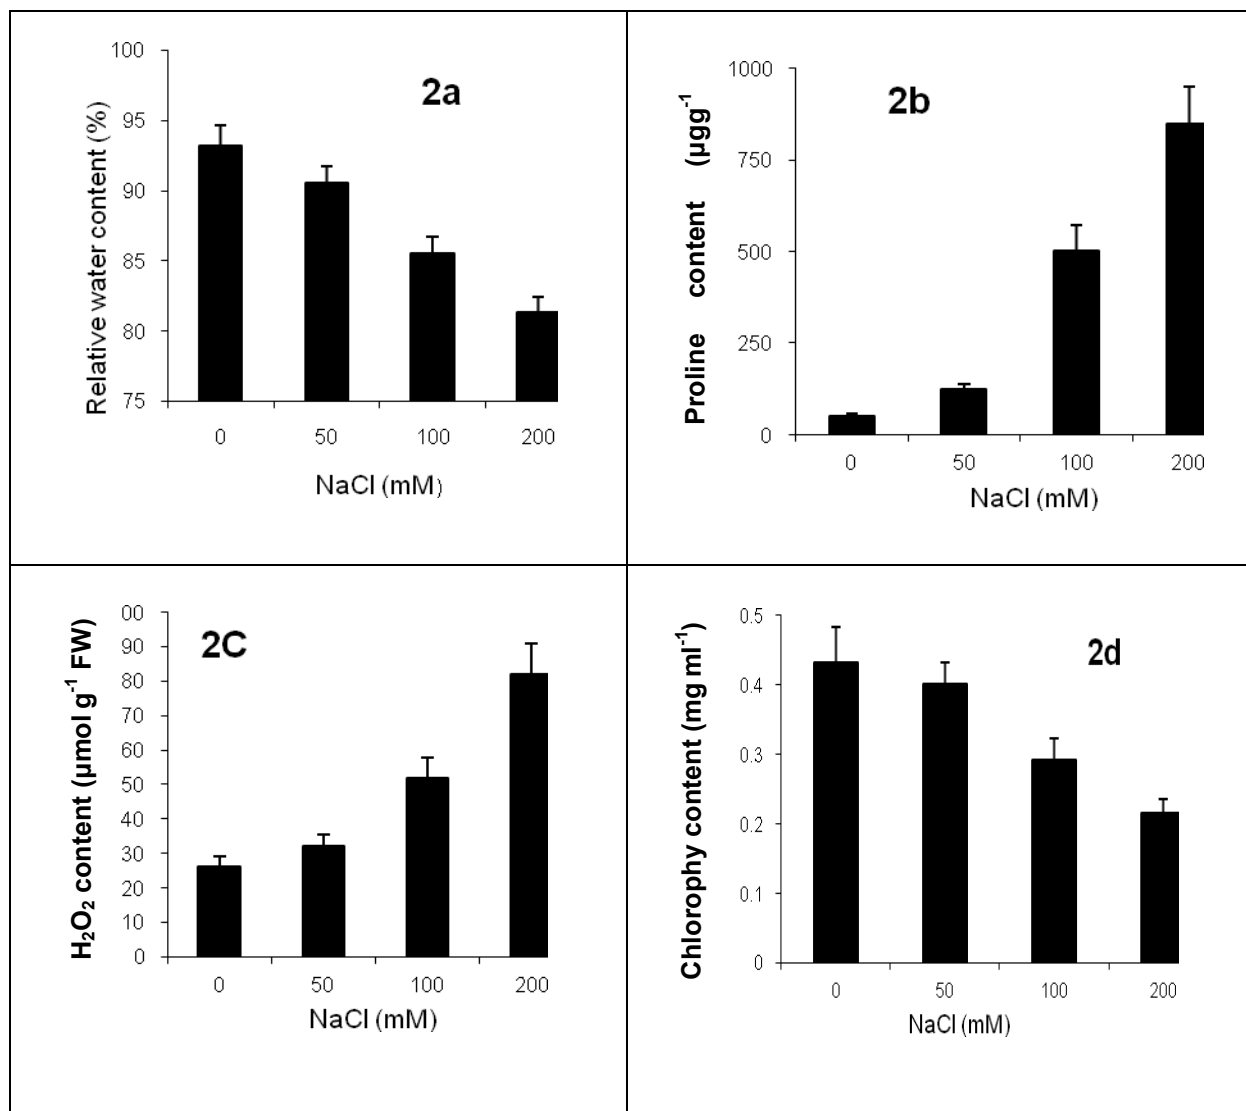 2a
Relative water content (%)
100
95
90
85
80
75
0 50 100 200
NaCl (mM)
2b
Proline content (µgg⁻¹
1000
750
500
250
0
0 50 100 200
NaCl (mM)
2C
H₂O₂ content (µmol g⁻¹ FW)
00
90
80
70
60
50
40
30
20
10
0
0 50 100 200
NaCl (mM)
2d
Chlorophy content (mg ml⁻¹)
0.5
0.4
0.3
0.2
0.1
0
0 50 100 200
NaCl (mM)